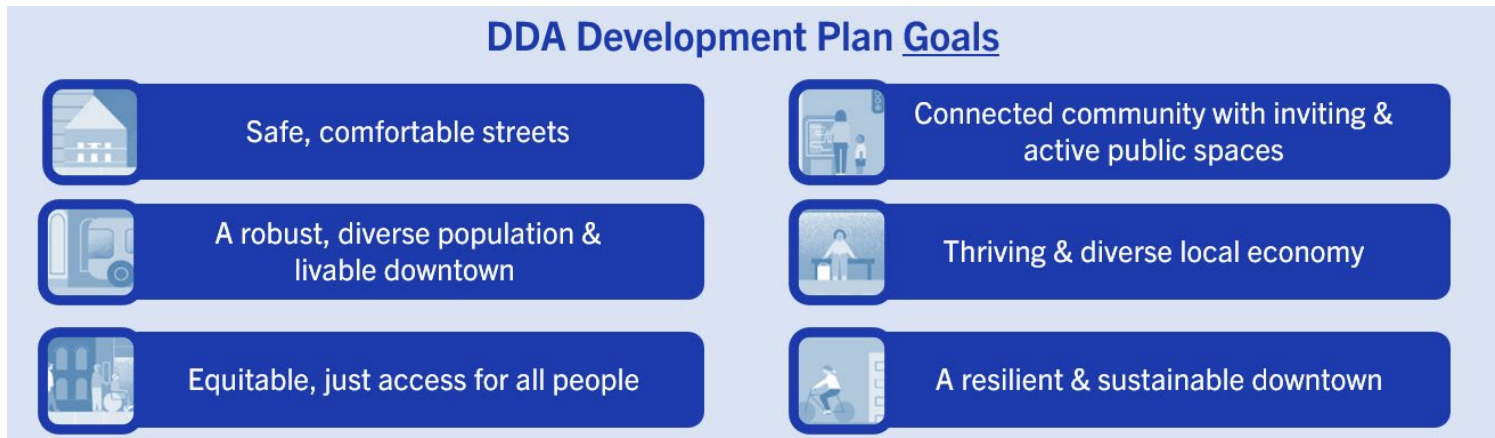 DDA Development Plan Goals
Safe, comfortable streets
Connected community with inviting &
active public spaces
A robust, diverse population &
livable downtown
Thriving & diverse local economy
Equitable, just access for all people
A resilient & sustainable downtown